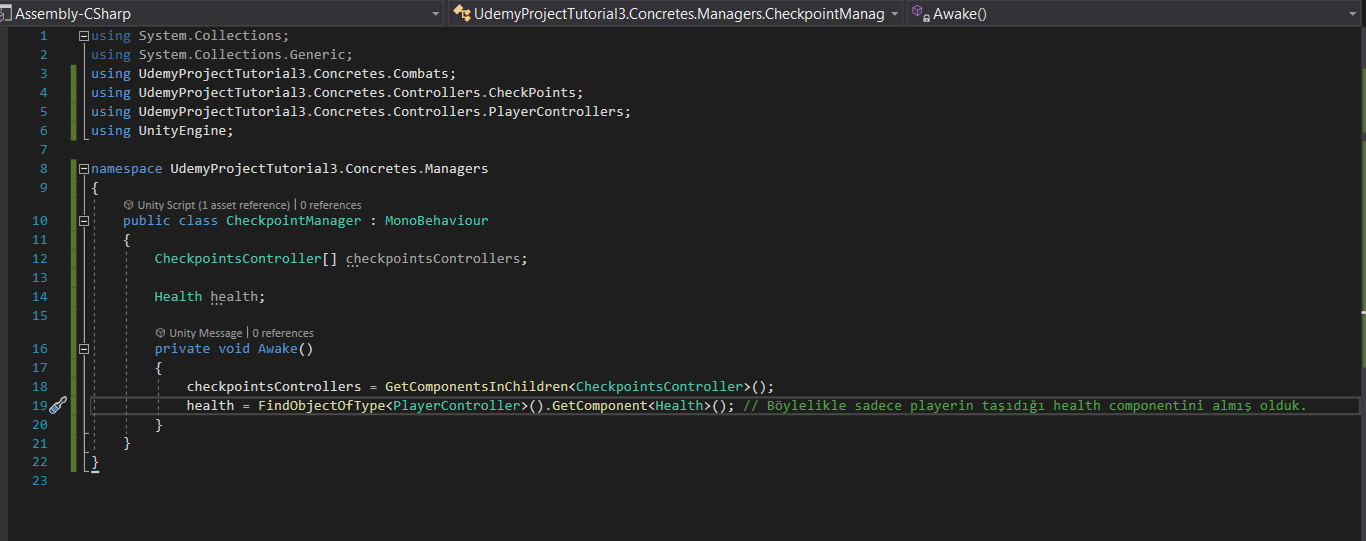 Assembly-CSharp UdemyProjectTutorial3.Concretes.Managers.CheckpointManag Awake()
1 using System.Collections;
2 using System.Collections.Generic;
3 using UdemyProjectTutorial3.Concretes.Combats;
4 using UdemyProjectTutorial3.Concretes.Controllers.CheckPoints;
5 using UdemyProjectTutorial3.Concretes.Controllers.PlayerControllers;
6 using UnityEngine;
7
8 namespace UdemyProjectTutorial3.Concretes.Managers
9 {
Unity Script (1 asset reference) | 0 references
10 public class CheckpointManager : MonoBehaviour
11 {
12 CheckpointsController[] checkpointsControllers;
13
14 Health health;
15
Unity Message | 0 references
16 private void Awake()
17 {
18 checkpointsControllers = GetComponentsInChildren<CheckpointsController>();
19 health = FindObjectOfType<PlayerController>().GetComponent<Health>(); // Böylelikle sadece playerin taşıdığı health componentini almış olduk.
20 }
21 }
22 }
23